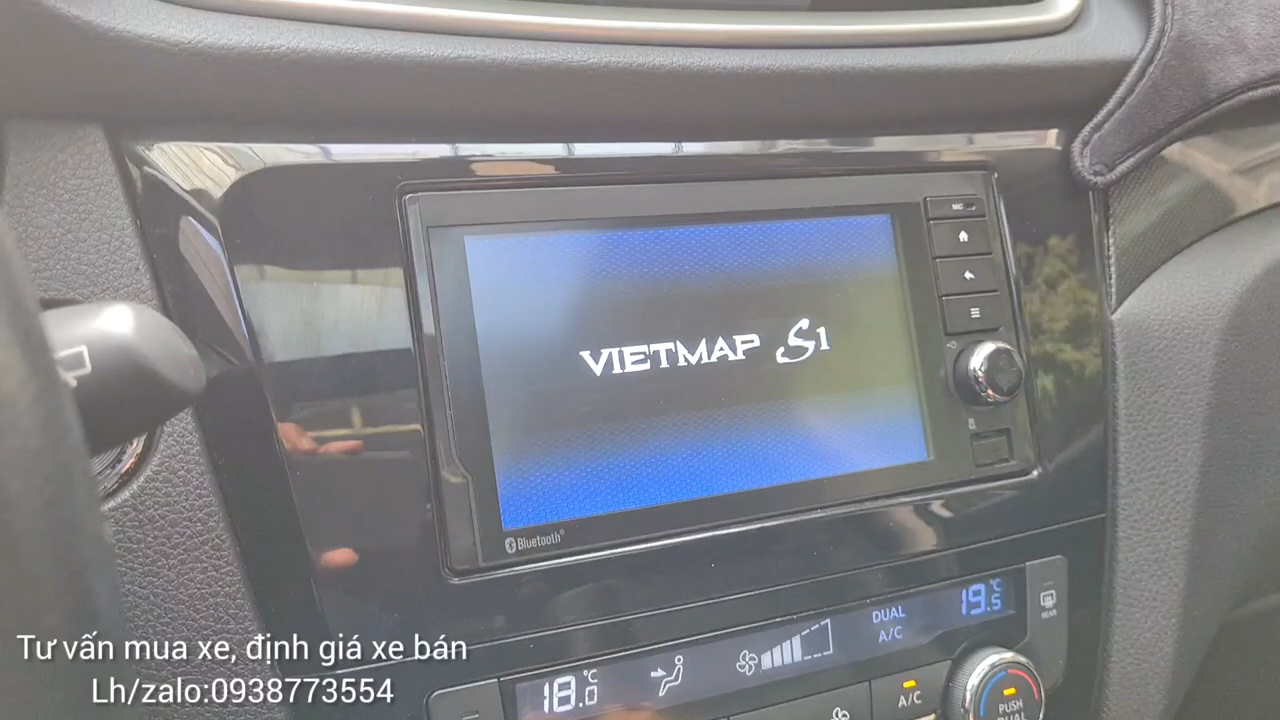 MIC
VIETMAP S1
Bluetooth®
19.5 °C
DUAL
A/C
REAR
18.0 °C
A/C
PUSH
DUAL
Tư vấn mua xe, định giá xe bán
Lh/zalo:0938773554